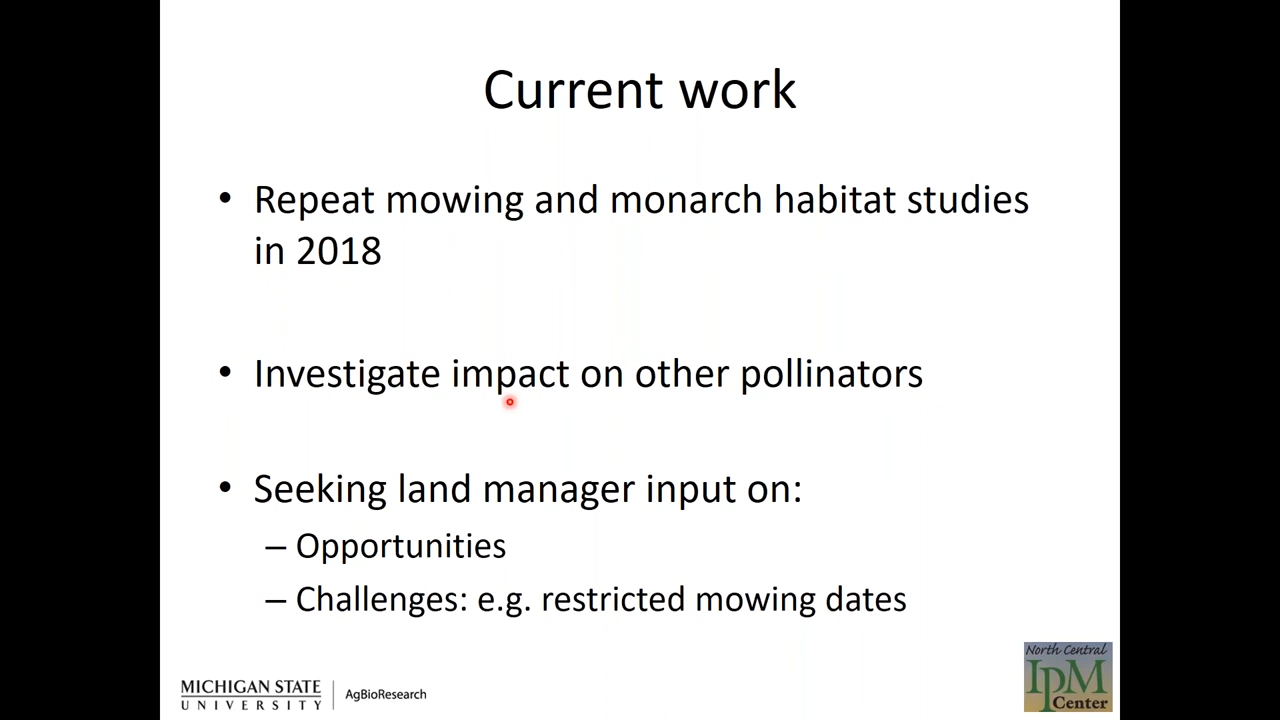 Current work
• Repeat mowing and monarch habitat studies
in 2018
• Investigate impact on other pollinators
• Seeking land manager input on:
– Opportunities
– Challenges: e.g. restricted mowing dates
MICHIGAN STATE
UNIVERSITY
AgBioResearch
North Central
IPM
Center